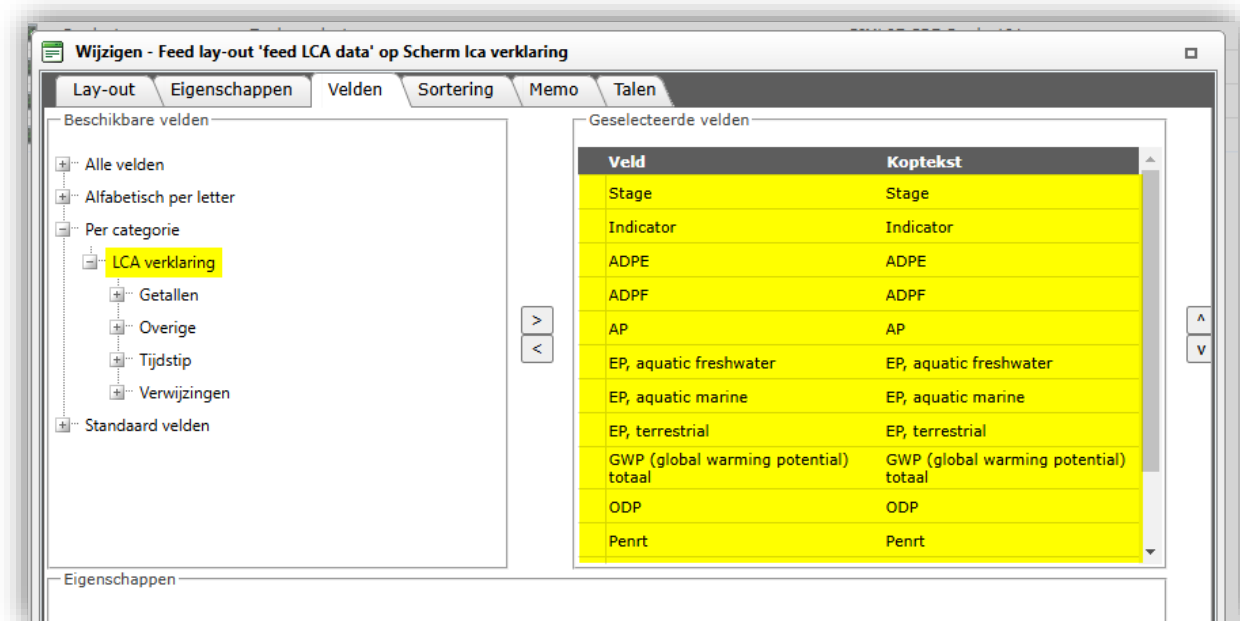 Wijzigen - Feed lay-out 'feed LCA data' op Scherm lca verklaring
Lay-out Eigenschappen Velden Sortering Memo Talen
Beschikbare velden
Alle velden
Alfabetisch per letter
Per categorie
LCA verklaring
Getallen
Overige
Tijdstip
Verwijzingen
Standaard velden
>
<
Geselecteerde velden
Veld Koptekst
Stage Stage
Indicator Indicator
ADPE ADPE
ADPF ADPF
AP AP
EP, aquatic freshwater EP, aquatic freshwater
EP, aquatic marine EP, aquatic marine
EP, terrestrial EP, terrestrial
GWP (global warming potential) GWP (global warming potential)
totaal totaal
ODP ODP
Penrt Penrt
^
v
Eigenschappen